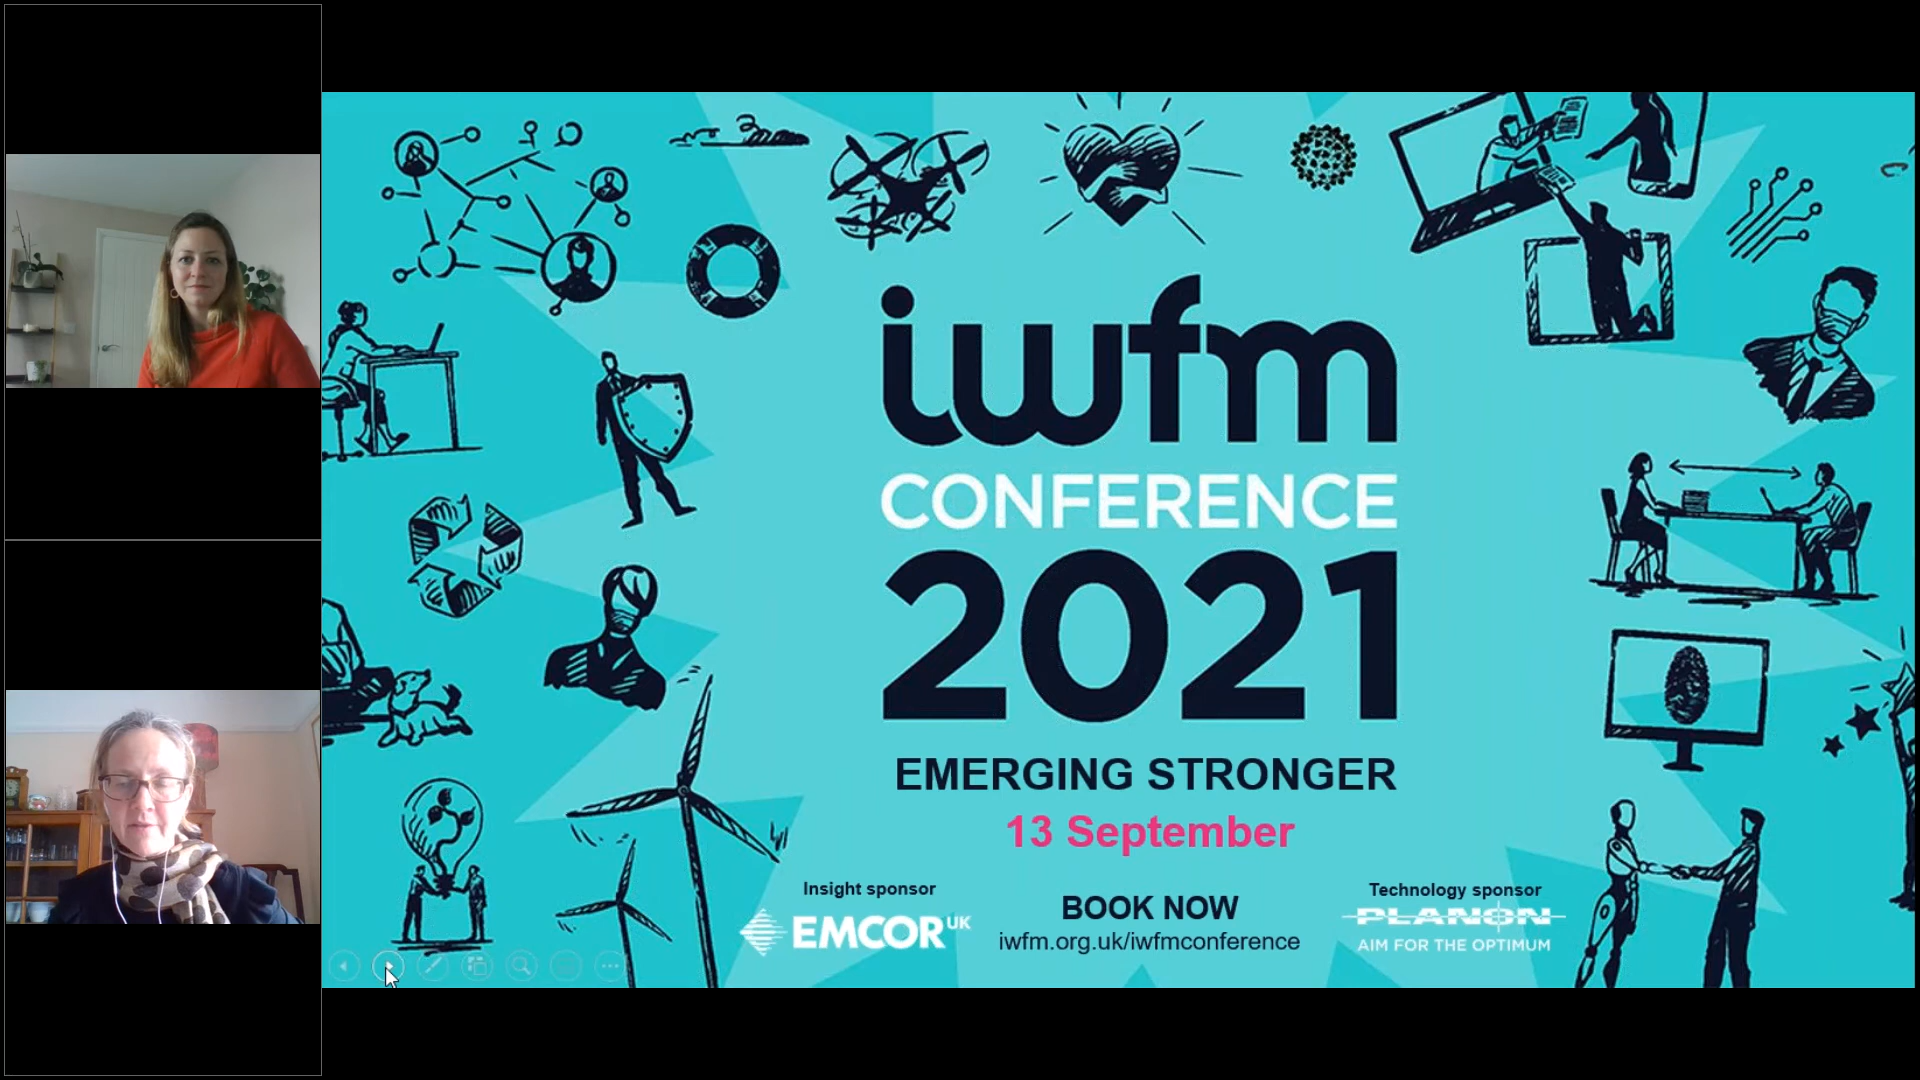 iwfm
CONFERENCE
2021
EMERGING STRONGER
13 September
Insight sponsor
EMCOR UK
BOOK NOW
iwfm.org.uk/iwfmconference
Technology sponsor
PLANON
AIM FOR THE OPTIMUM